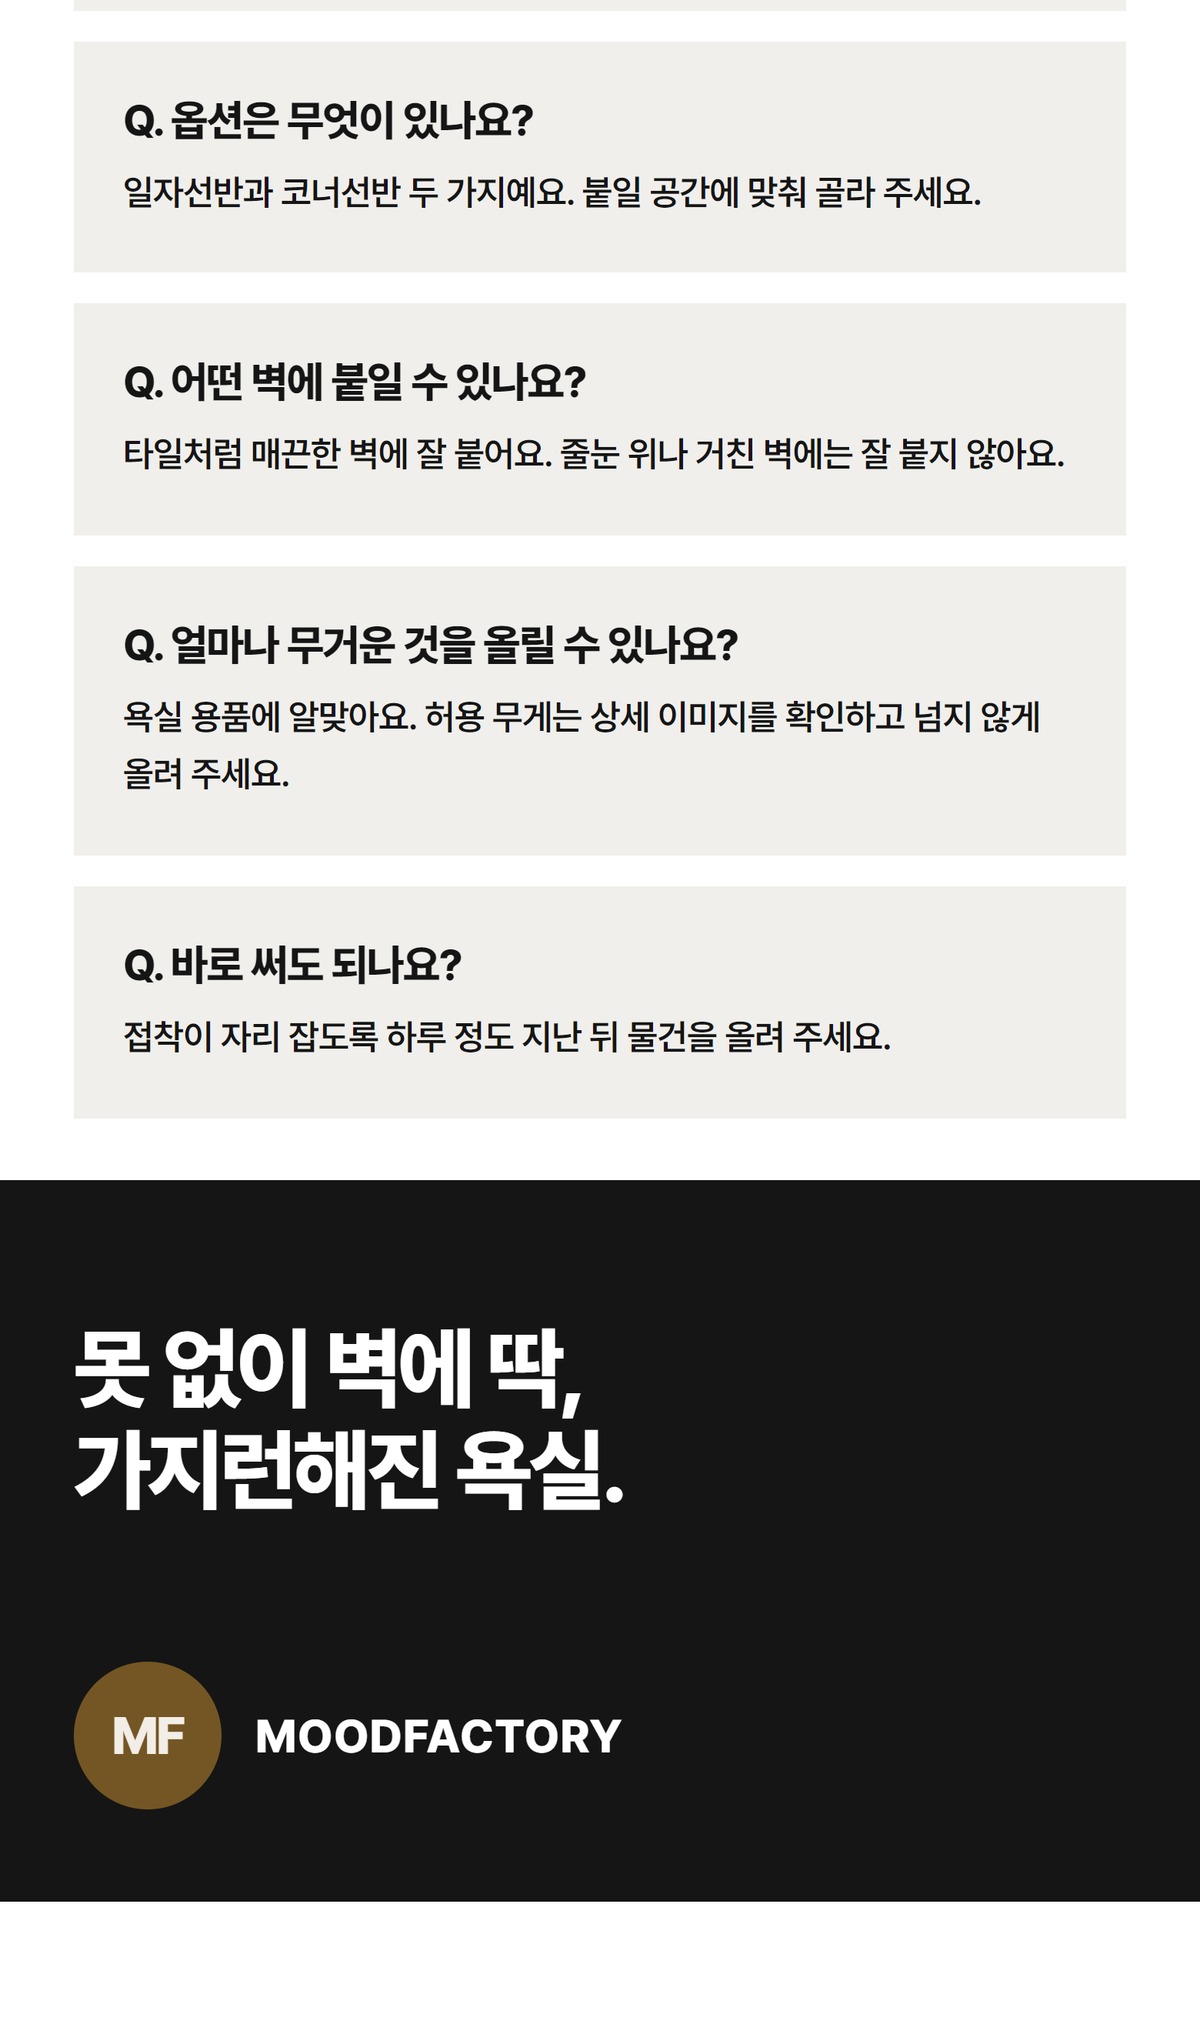 Q. 옵션은 무엇이 있나요?
일자선반과 코너선반 두 가지예요. 붙일 공간에 맞춰 골라 주세요.
Q. 어떤 벽에 붙일 수 있나요?
타일처럼 매끈한 벽에 잘 붙어요. 줄눈 위나 거친 벽에는 잘 붙지 않아요.
Q. 얼마나 무거운 것을 올릴 수 있나요?
욕실 용품에 알맞아요. 허용 무게는 상세 이미지를 확인하고 넘지 않게
올려 주세요.
Q. 바로 써도 되나요?
접착이 자리 잡도록 하루 정도 지난 뒤 물건을 올려 주세요.
못 없이 벽에 딱,
가지런해진 욕실.
MF
MOODFACTORY